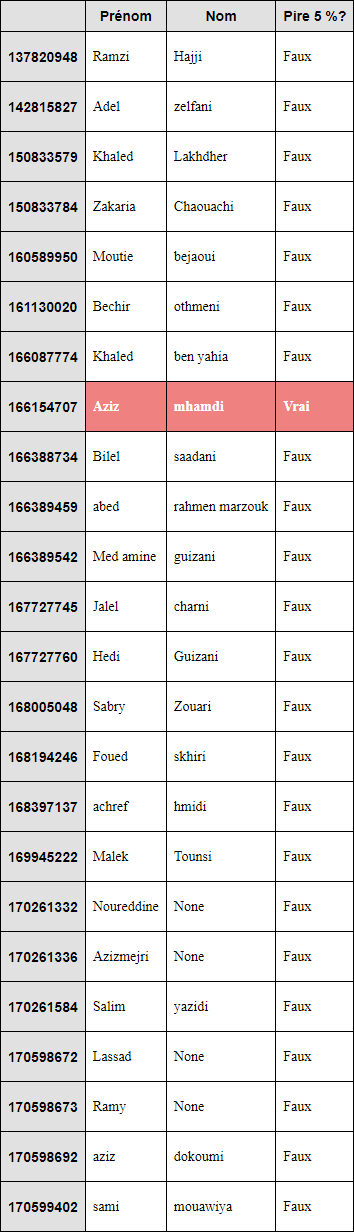 Prénom Nom Pire 5 %?
137820948 Ramzi Hajji Faux
142815827 Adel zelfani Faux
150833579 Khaled Lakhdher Faux
150833784 Zakaria Chaouachi Faux
160589950 Moutie bejaoui Faux
161130020 Bechir othmeni Faux
166087774 Khaled ben yahia Faux
166154707 Aziz mhamdi Vrai
166388734 Bilel saadani Faux
166389459 abed rahmen marzouk Faux
166389542 Med amine guizani Faux
167727745 Jalel charni Faux
167727760 Hedi Guizani Faux
168005048 Sabry Zouari Faux
168194246 Foued skhiri Faux
168397137 achref hmidi Faux
169945222 Malek Tounsi Faux
170261332 Noureddine None Faux
170261336 Azizmejri None Faux
170261584 Salim yazidi Faux
170598672 Lassad None Faux
170598673 Ramy None Faux
170598692 aziz dokoumi Faux
170599402 sami mouawiya Faux